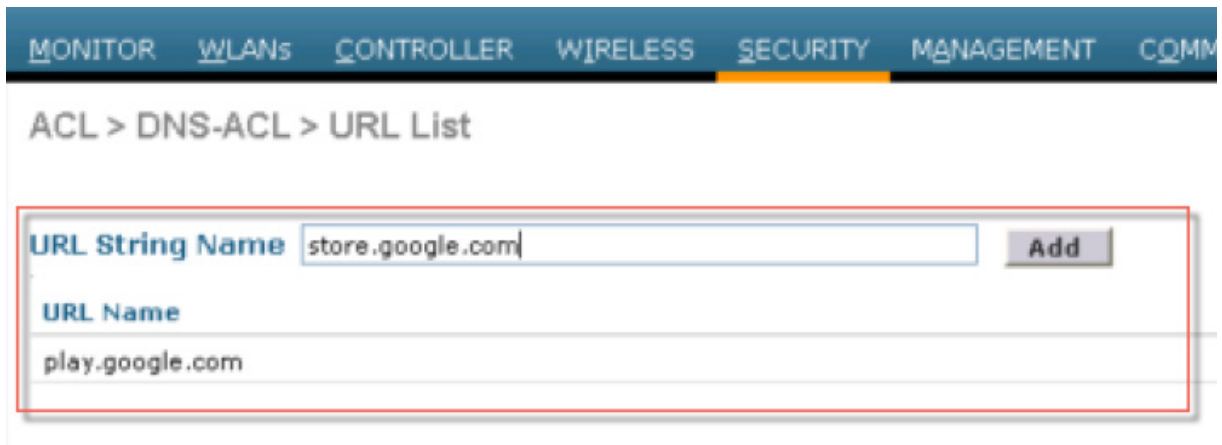 MONITOR WLANs CONTROLLER WIRELESS SECURITY MANAGEMENT COMM
ACL > DNS-ACL > URL List
URL String Name store.google.com Add
URL Name
play.google.com